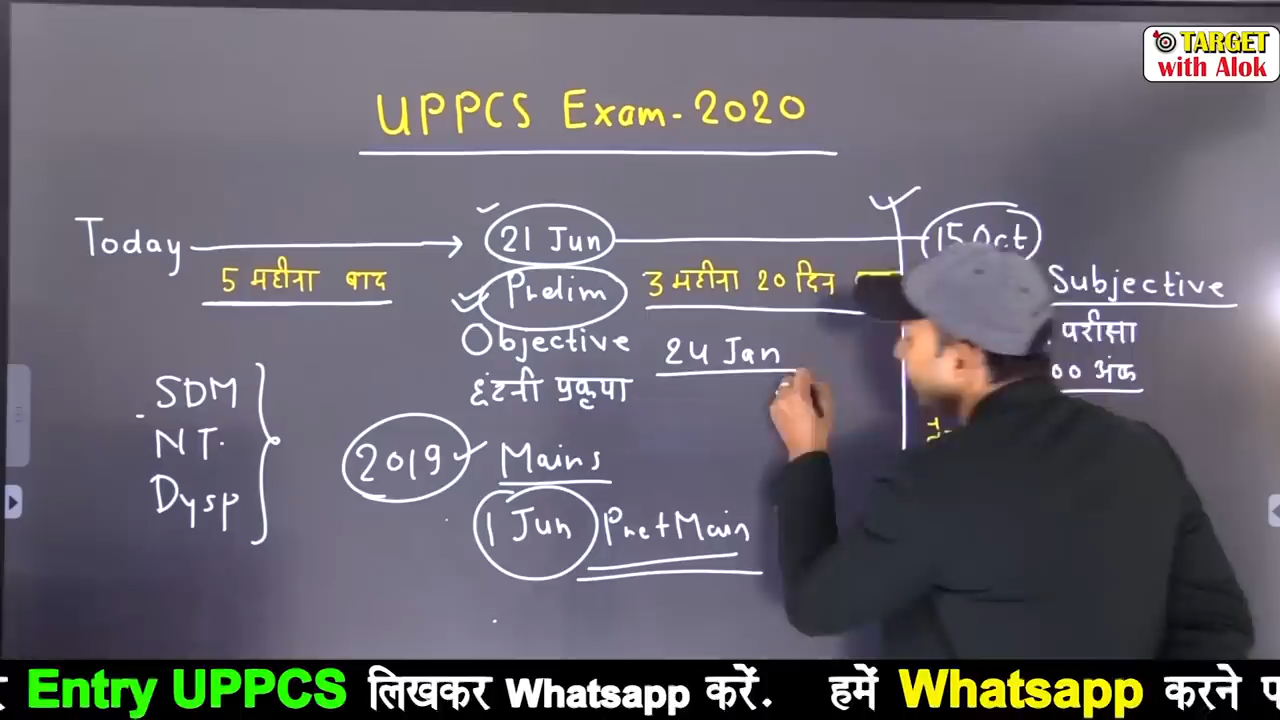 TARGET
with Alok
UPPCS Exam-2020
Today
21 Jun
15 Oct
5 महीना बाद
Prelim
3 महीना 20 दिन
Subjective
Objective
24 Jan
परीक्षा
छंटनी प्रकृया
00 अंक
SDM
NT.
Dysp
2019
Mains
1 Jun
Pre+Main
Entry UPPCS लिखकर Whatsapp करें. हमें Whatsapp करने